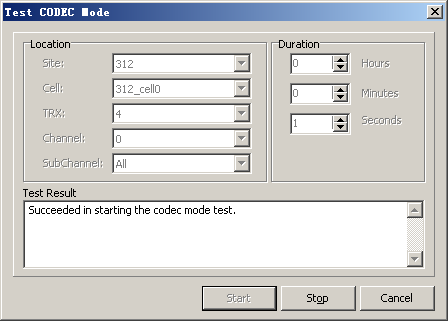 Test CODEC Mode
Location
Site: 312
Cell: 312_cell0
TRX: 4
Channel: 0
SubChannel: All
Duration
0 Hours
0 Minutes
1 Seconds
Test Result
Succeeded in starting the codec mode test.
Start Stop Cancel